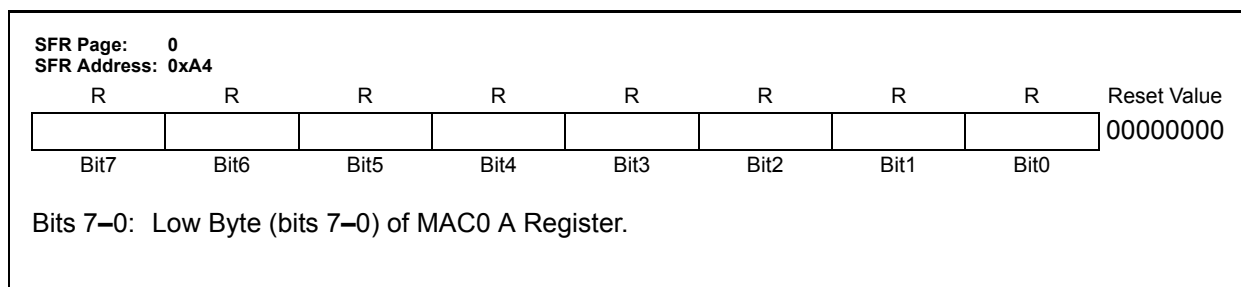 SFR Page: 0
SFR Address: 0xA4
R R R R R R R R Reset Value
00000000
Bit7 Bit6 Bit5 Bit4 Bit3 Bit2 Bit1 Bit0
Bits 7–0: Low Byte (bits 7–0) of MAC0 A Register.